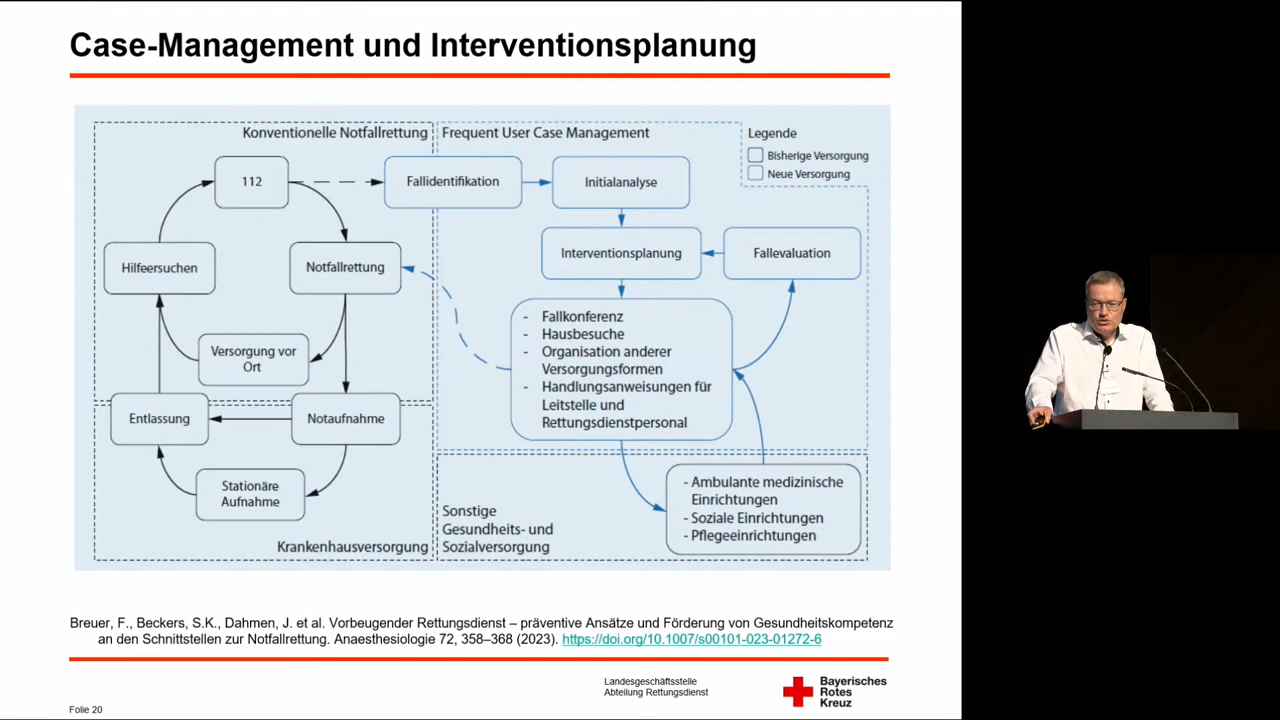 Case-Management und Interventionsplanung
Konventionelle Notfallrettung
Frequent User Case Management
Legende
Bisherige Versorgung
Neue Versorgung
112
Fallidentifikation
Initialanalyse
Hilfeersuchen
Notfallrettung
Interventionsplanung
Fallevaluation
Versorgung vor
Ort
- Fallkonferenz
- Hausbesuche
- Organisation anderer
Versorgungsformen
- Handlungsanweisungen für
Leitstelle und
Rettungsdienstpersonal
Entlassung
Notaufnahme
Stationäre
Aufnahme
Krankenhausversorgung
Sonstige
Gesundheits- und
Sozialversorgung
- Ambulante medizinische
Einrichtungen
- Soziale Einrichtungen
- Pflegeeinrichtungen
Breuer, F., Beckers, S.K., Dahmen, J. et al. Vorbeugender Rettungsdienst – präventive Ansätze und Förderung von Gesundheitskompetenz
an den Schnittstellen zur Notfallrettung. Anaesthesiologie 72, 358–368 (2023). https://doi.org/10.1007/s00101-023-01272-6
Landesgeschäftsstelle
Abteilung Rettungsdienst
Bayerisches
Rotes
Kreuz
Folie 20